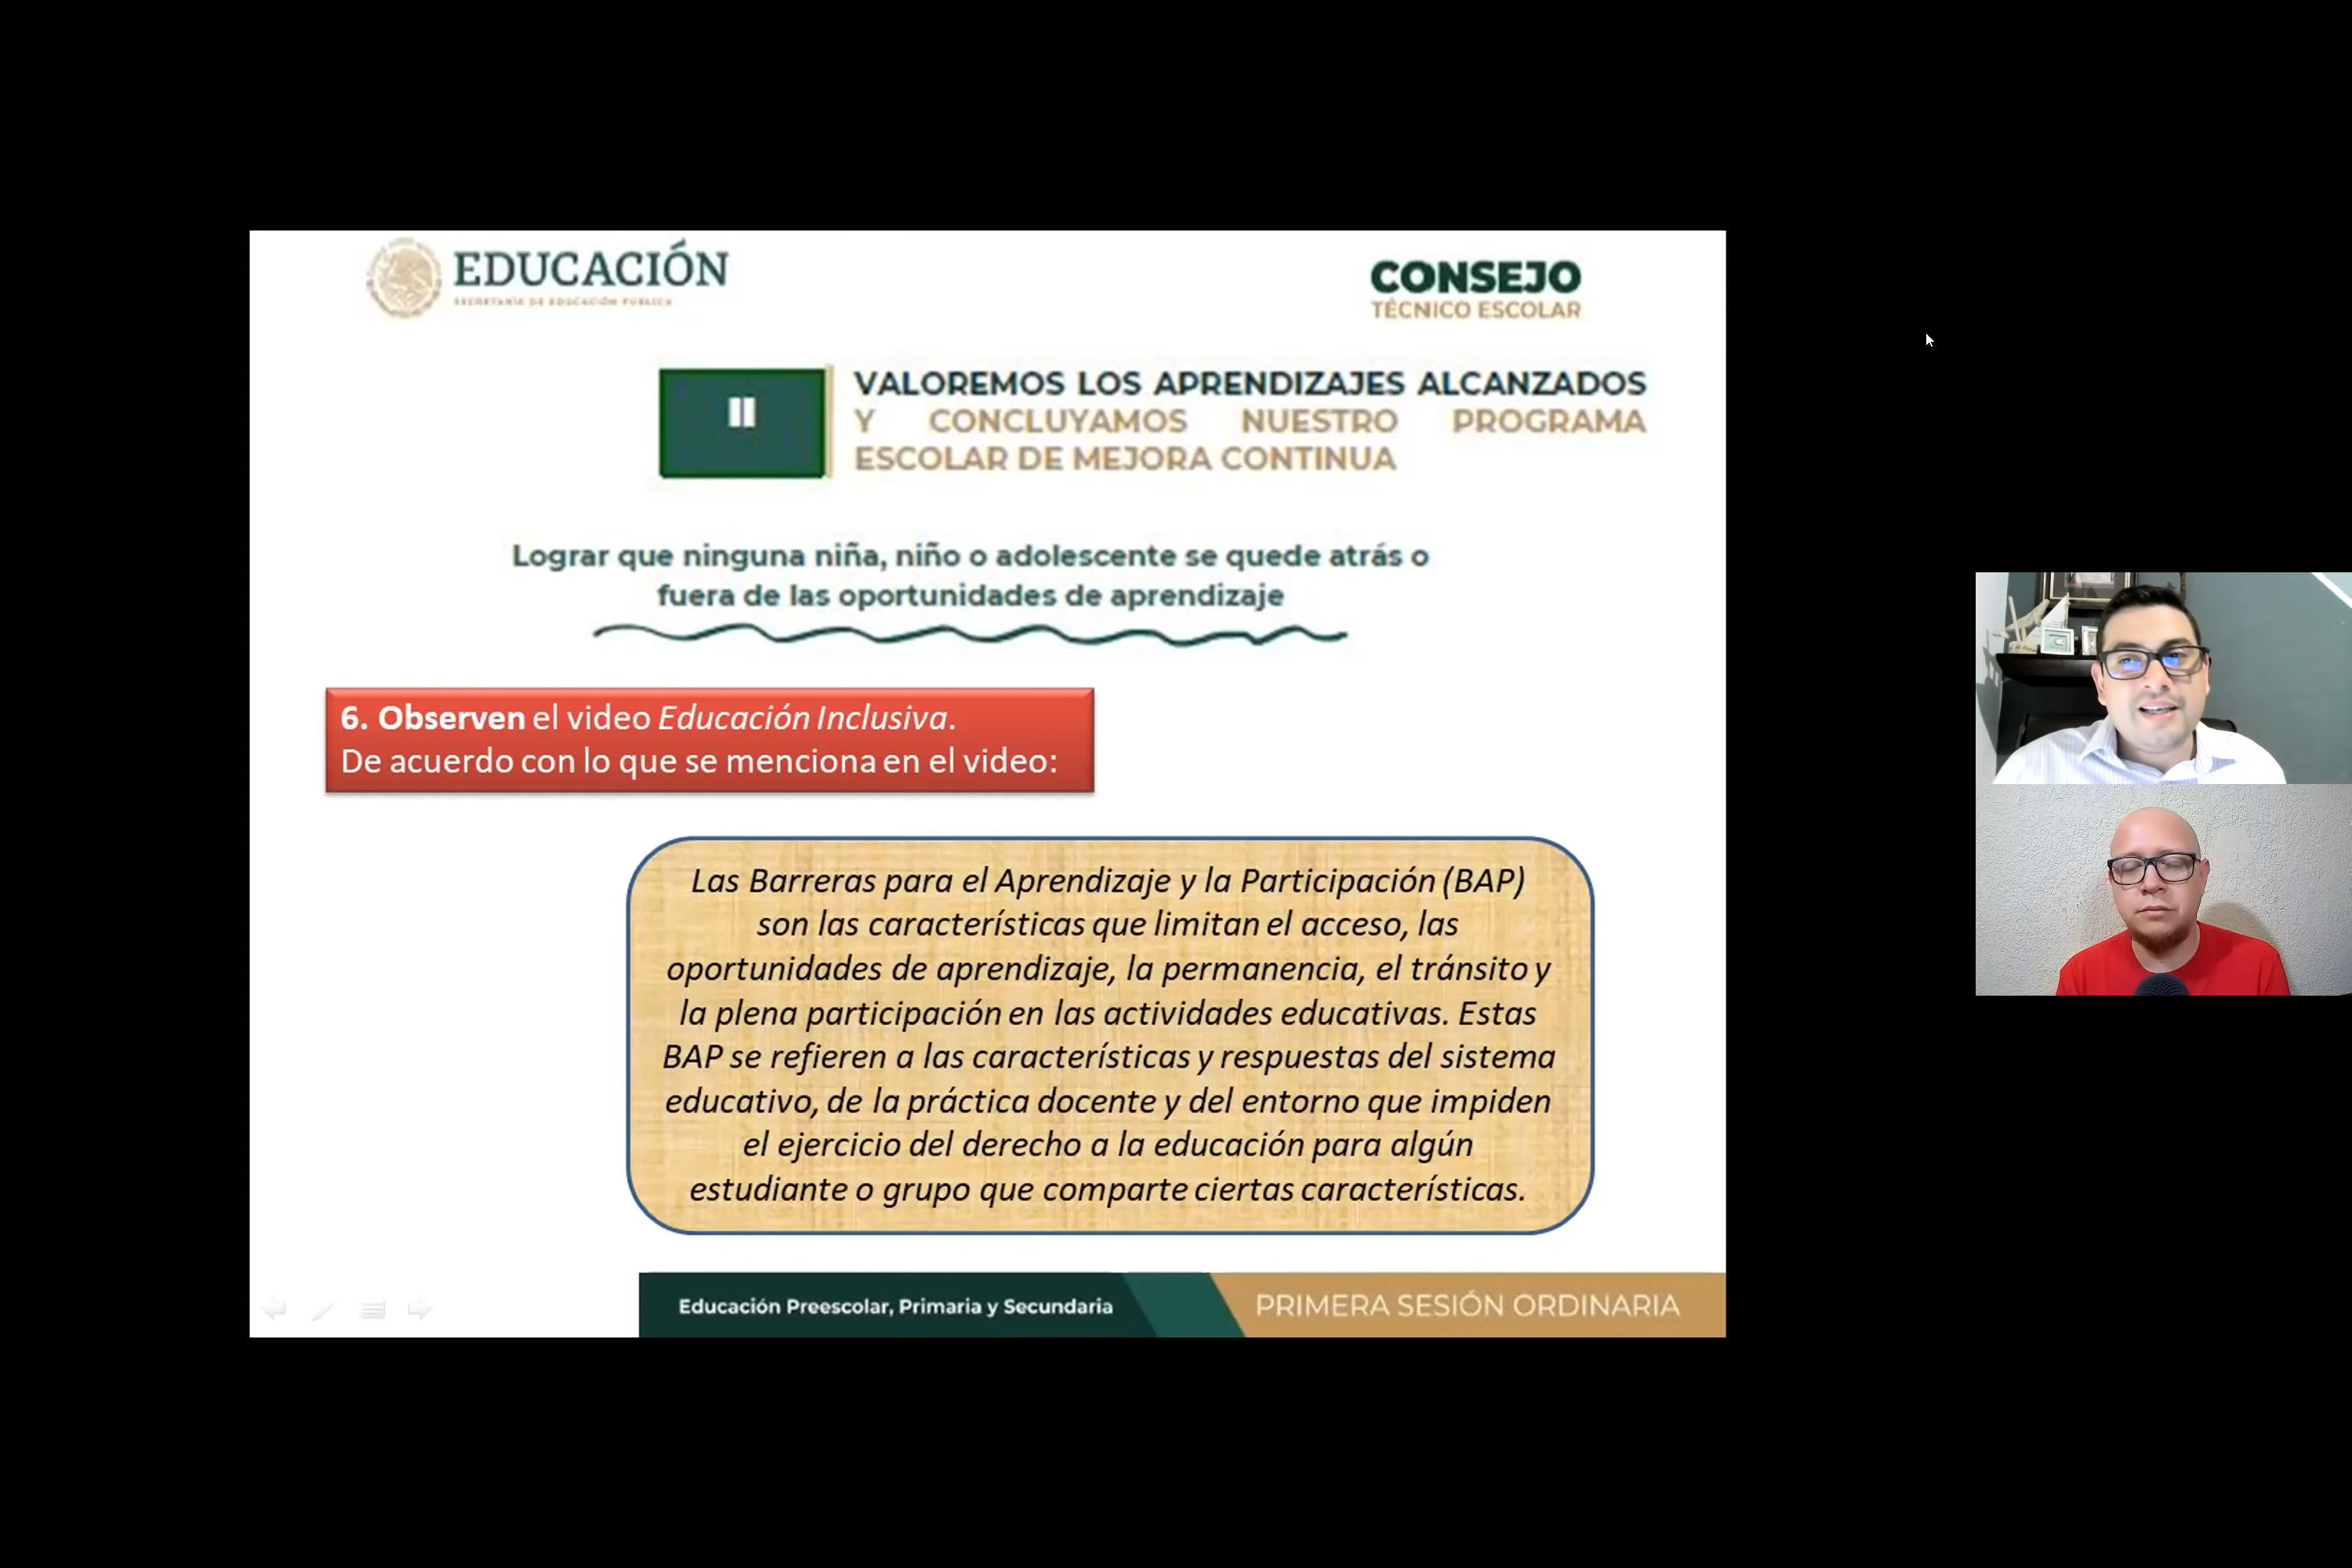 EDUCACIÓN
SECRETARÍA DE EDUCACIÓN PÚBLICA
CONSEJO
TÉCNICO ESCOLAR
II
VALOREMOS LOS APRENDIZAJES ALCANZADOS
Y CONCLUYAMOS NUESTRO PROGRAMA
ESCOLAR DE MEJORA CONTINUA
Lograr que ninguna niña, niño o adolescente se quede atrás o
fuera de las oportunidades de aprendizaje
6. Observen el video Educación Inclusiva.
De acuerdo con lo que se menciona en el video:
Las Barreras para el Aprendizaje y la Participación (BAP)
son las características que limitan el acceso, las
oportunidades de aprendizaje, la permanencia, el tránsito y
la plena participación en las actividades educativas. Estas
BAP se refieren a las características y respuestas del sistema
educativo, de la práctica docente y del entorno que impiden
el ejercicio del derecho a la educación para algún
estudiante o grupo que comparte ciertas características.
Educación Preescolar, Primaria y Secundaria
PRIMERA SESIÓN ORDINARIA